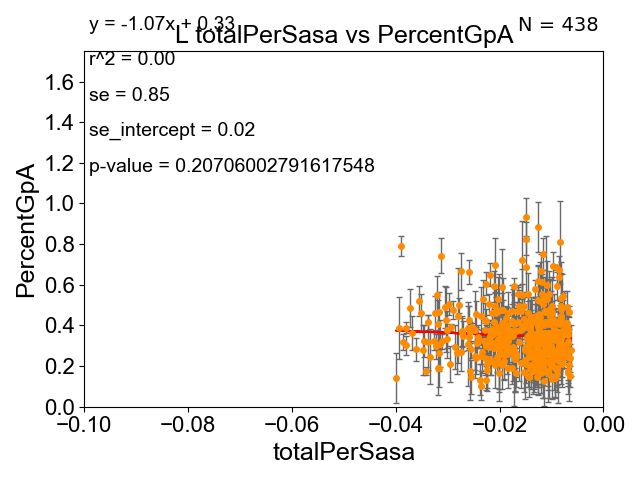 y = -1.07x + 0.33
N = 438
L totalPerSasa vs PercentGpA
r^2 = 0.00
se = 0.85
se_intercept = 0.02
p-value = 0.20706002791617548
PercentGpA
1.6
1.4
1.2
1.0
0.8
0.6
0.4
0.2
0.0
−0.10 −0.08 −0.06 −0.04 −0.02 0.00
totalPerSasa